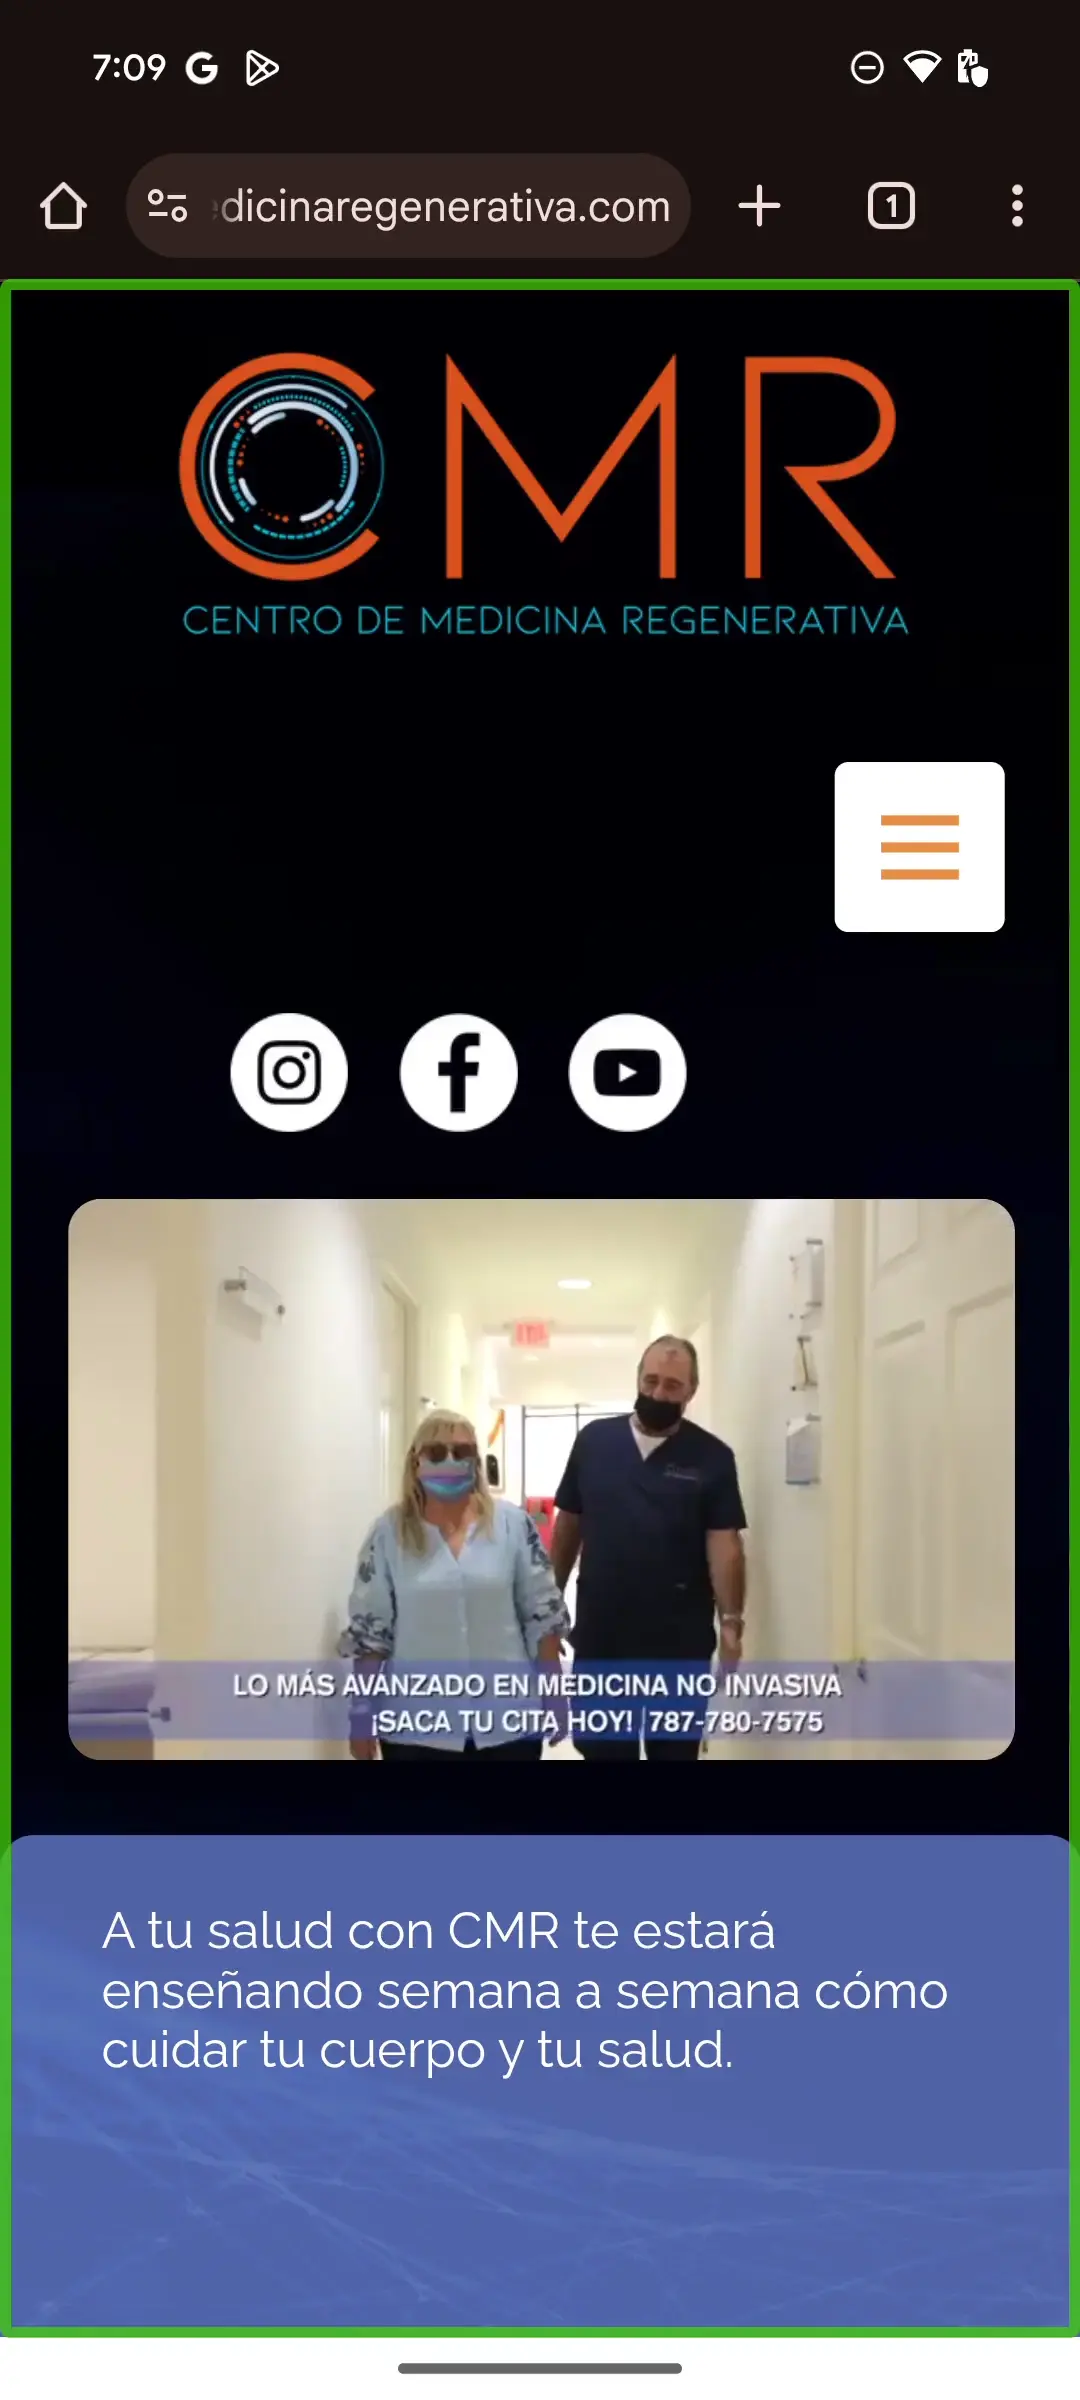 7:09
dicinaregenerativa.com
1
CMR
CENTRO DE MEDICINA REGENERATIVA
LO MÁS AVANZADO EN MEDICINA NO INVASIVA
¡SACA TU CITA HOY! 787-780-7575
A tu salud con CMR te estará
enseñando semana a semana cómo
cuidar tu cuerpo y tu salud.